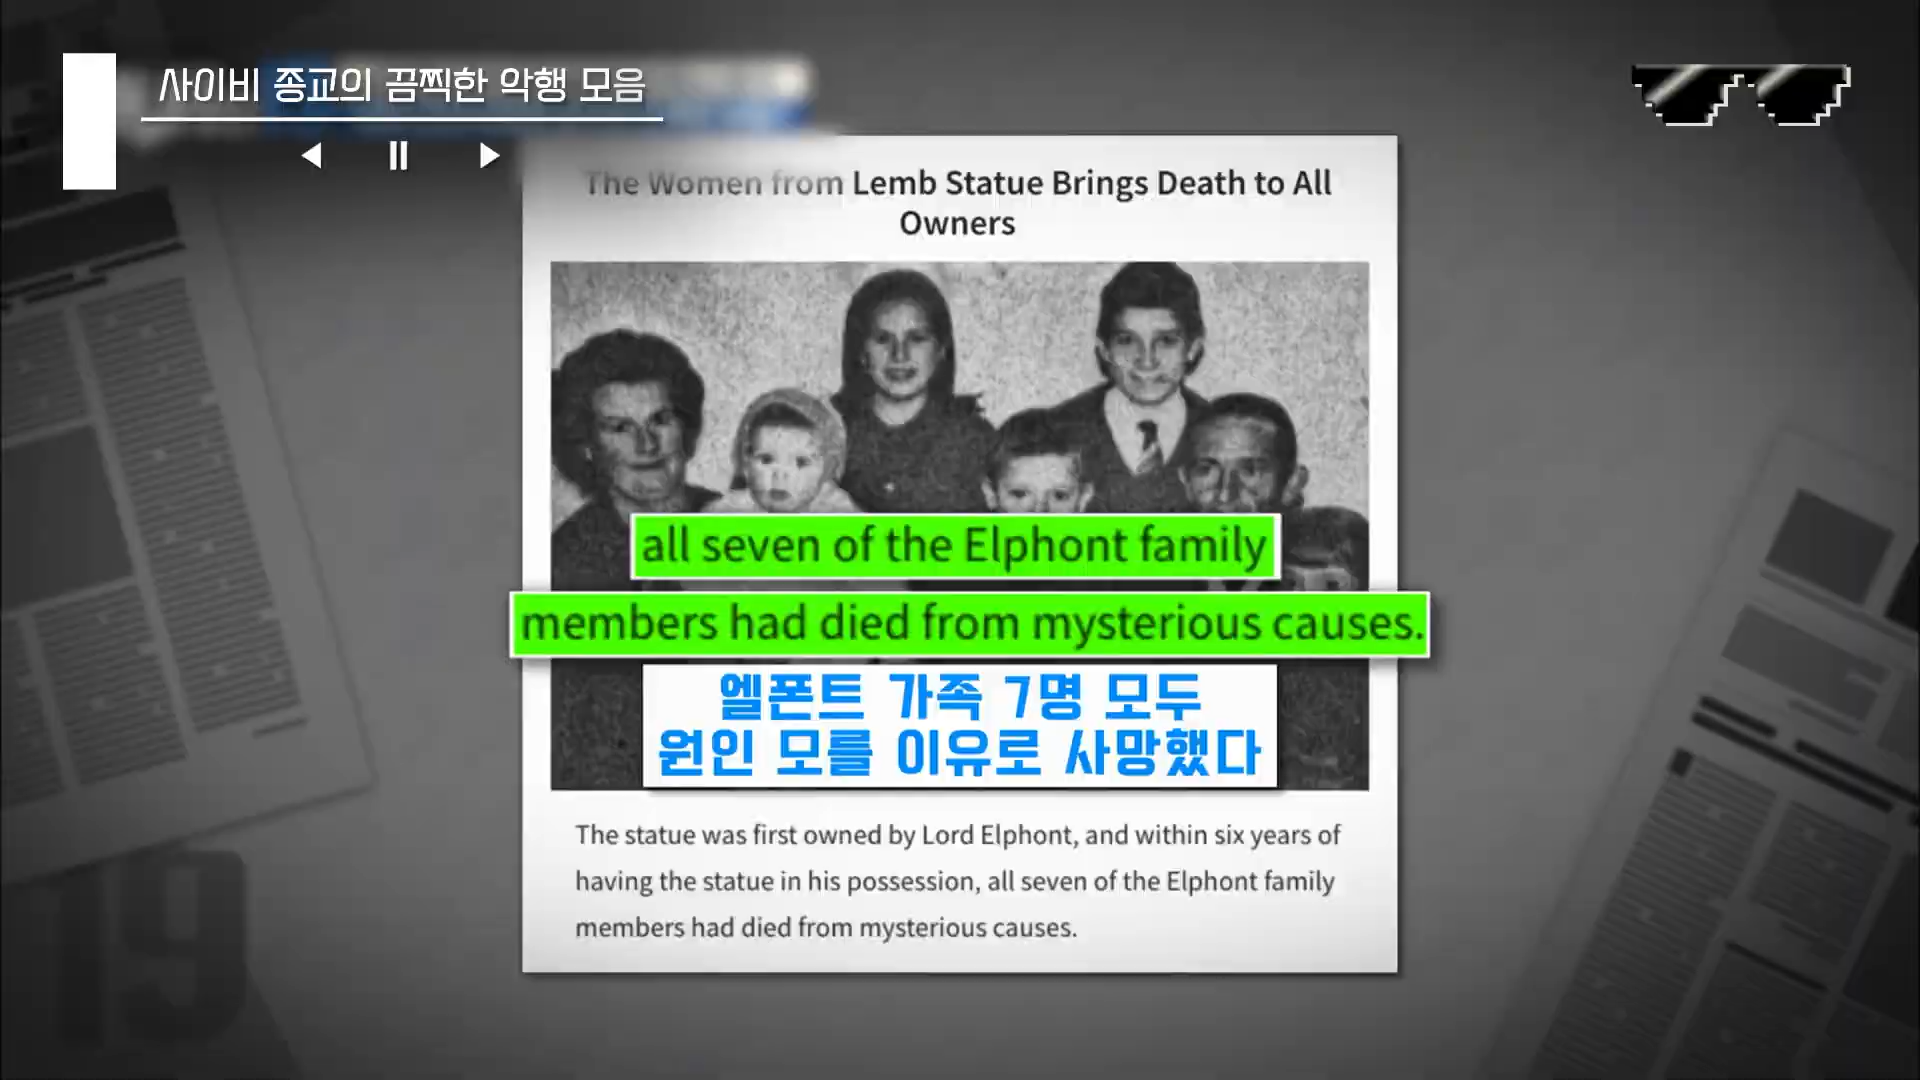 사이비 종교의 끔찍한 악행 모음
The Women from Lemb Statue Brings Death to All
Owners
all seven of the Elphont family
members had died from mysterious causes.
엘폰트 가족 7명 모두
원인 모를 이유로 사망했다
The statue was first owned by Lord Elphont, and within six years of
having the statue in his possession, all seven of the Elphont family
members had died from mysterious causes.
19